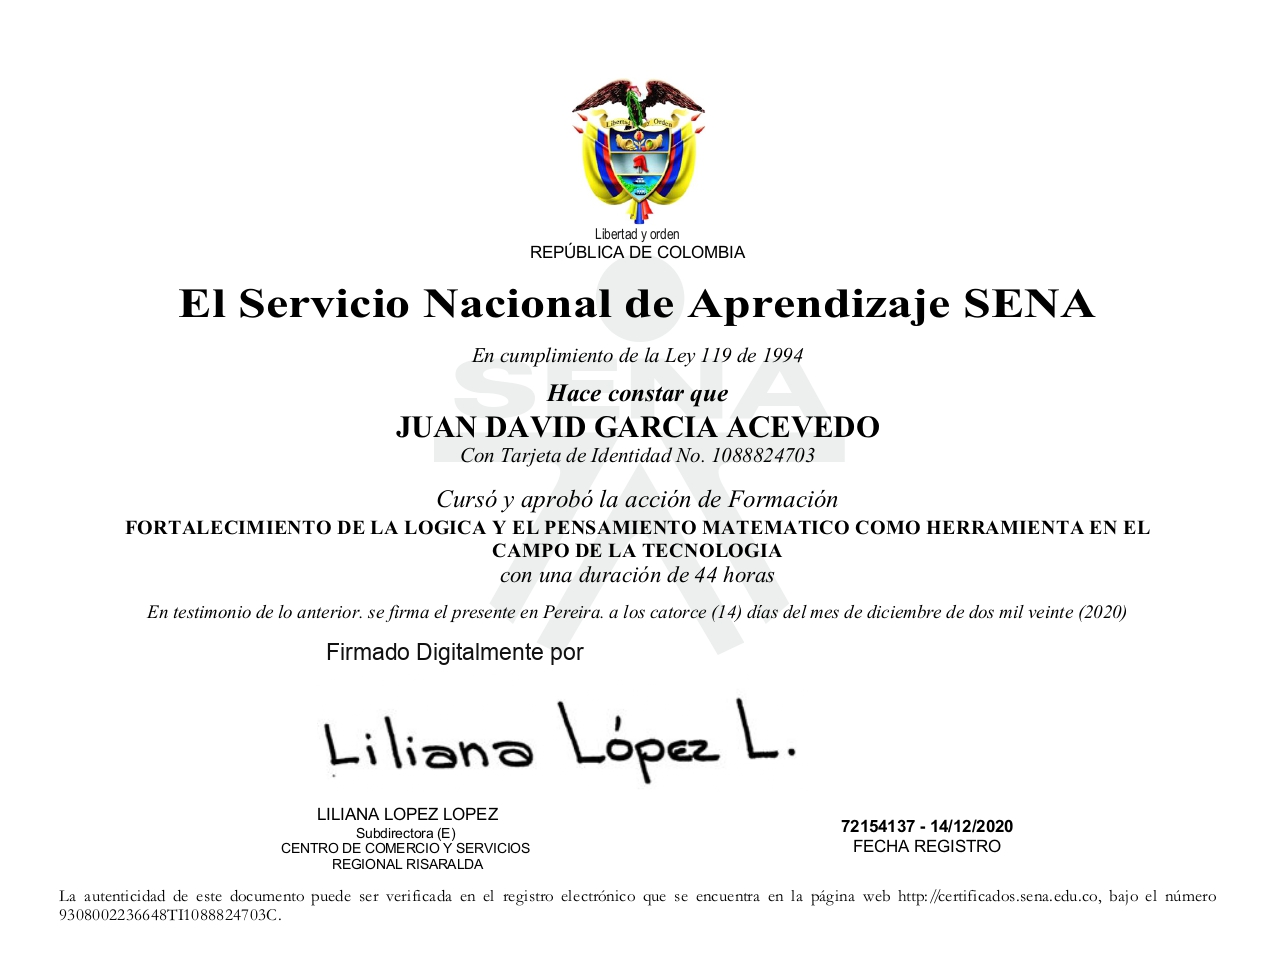 Libertad y Orden
Libertad y orden
REPÚBLICA DE COLOMBIA
El Servicio Nacional de Aprendizaje SENA
En cumplimiento de la Ley 119 de 1994
SENA
Hace constar que
JUAN DAVID GARCIA ACEVEDO
Con Tarjeta de Identidad No. 1088824703
Cursó y aprobó la acción de Formación
FORTALECIMIENTO DE LA LOGICA Y EL PENSAMIENTO MATEMATICO COMO HERRAMIENTA EN EL
CAMPO DE LA TECNOLOGIA
con una duración de 44 horas
En testimonio de lo anterior. se firma el presente en Pereira. a los catorce (14) días del mes de diciembre de dos mil veinte (2020)
Firmado Digitalmente por
Liliana López L.
LILIANA LOPEZ LOPEZ
Subdirectora (E)
CENTRO DE COMERCIO Y SERVICIOS
REGIONAL RISARALDA
72154137 - 14/12/2020
FECHA REGISTRO
La autenticidad de este documento puede ser verificada en el registro electrónico que se encuentra en la página web http://certificados.sena.edu.co, bajo el número
9308002236648TI1088824703C.